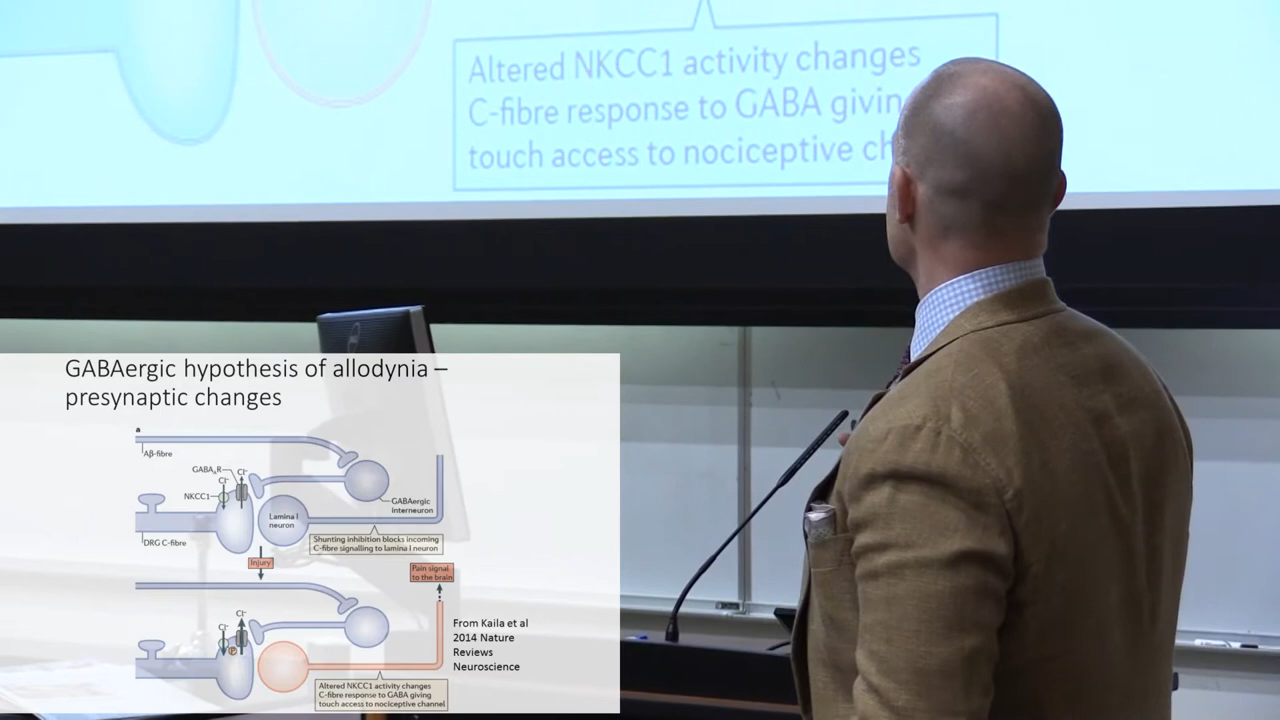 Altered NKCC1 activity changes
C-fibre response to GABA givin
touch access to nociceptive ch
GABAergic hypothesis of allodynia –
presynaptic changes
a
Aβ-fibre
GABAAR
Cl-
Cl-
NKCC1
GABAergic
interneuron
Lamina I
neuron
DRG C-fibre
Shunting inhibition blocks incoming
C-fibre signalling to lamina I neuron
Injury
Pain signal
to the brain
Cl-
Cl-
P
From Kaila et al
2014 Nature
Reviews
Neuroscience
Altered NKCC1 activity changes
C-fibre response to GABA giving
touch access to nociceptive channel